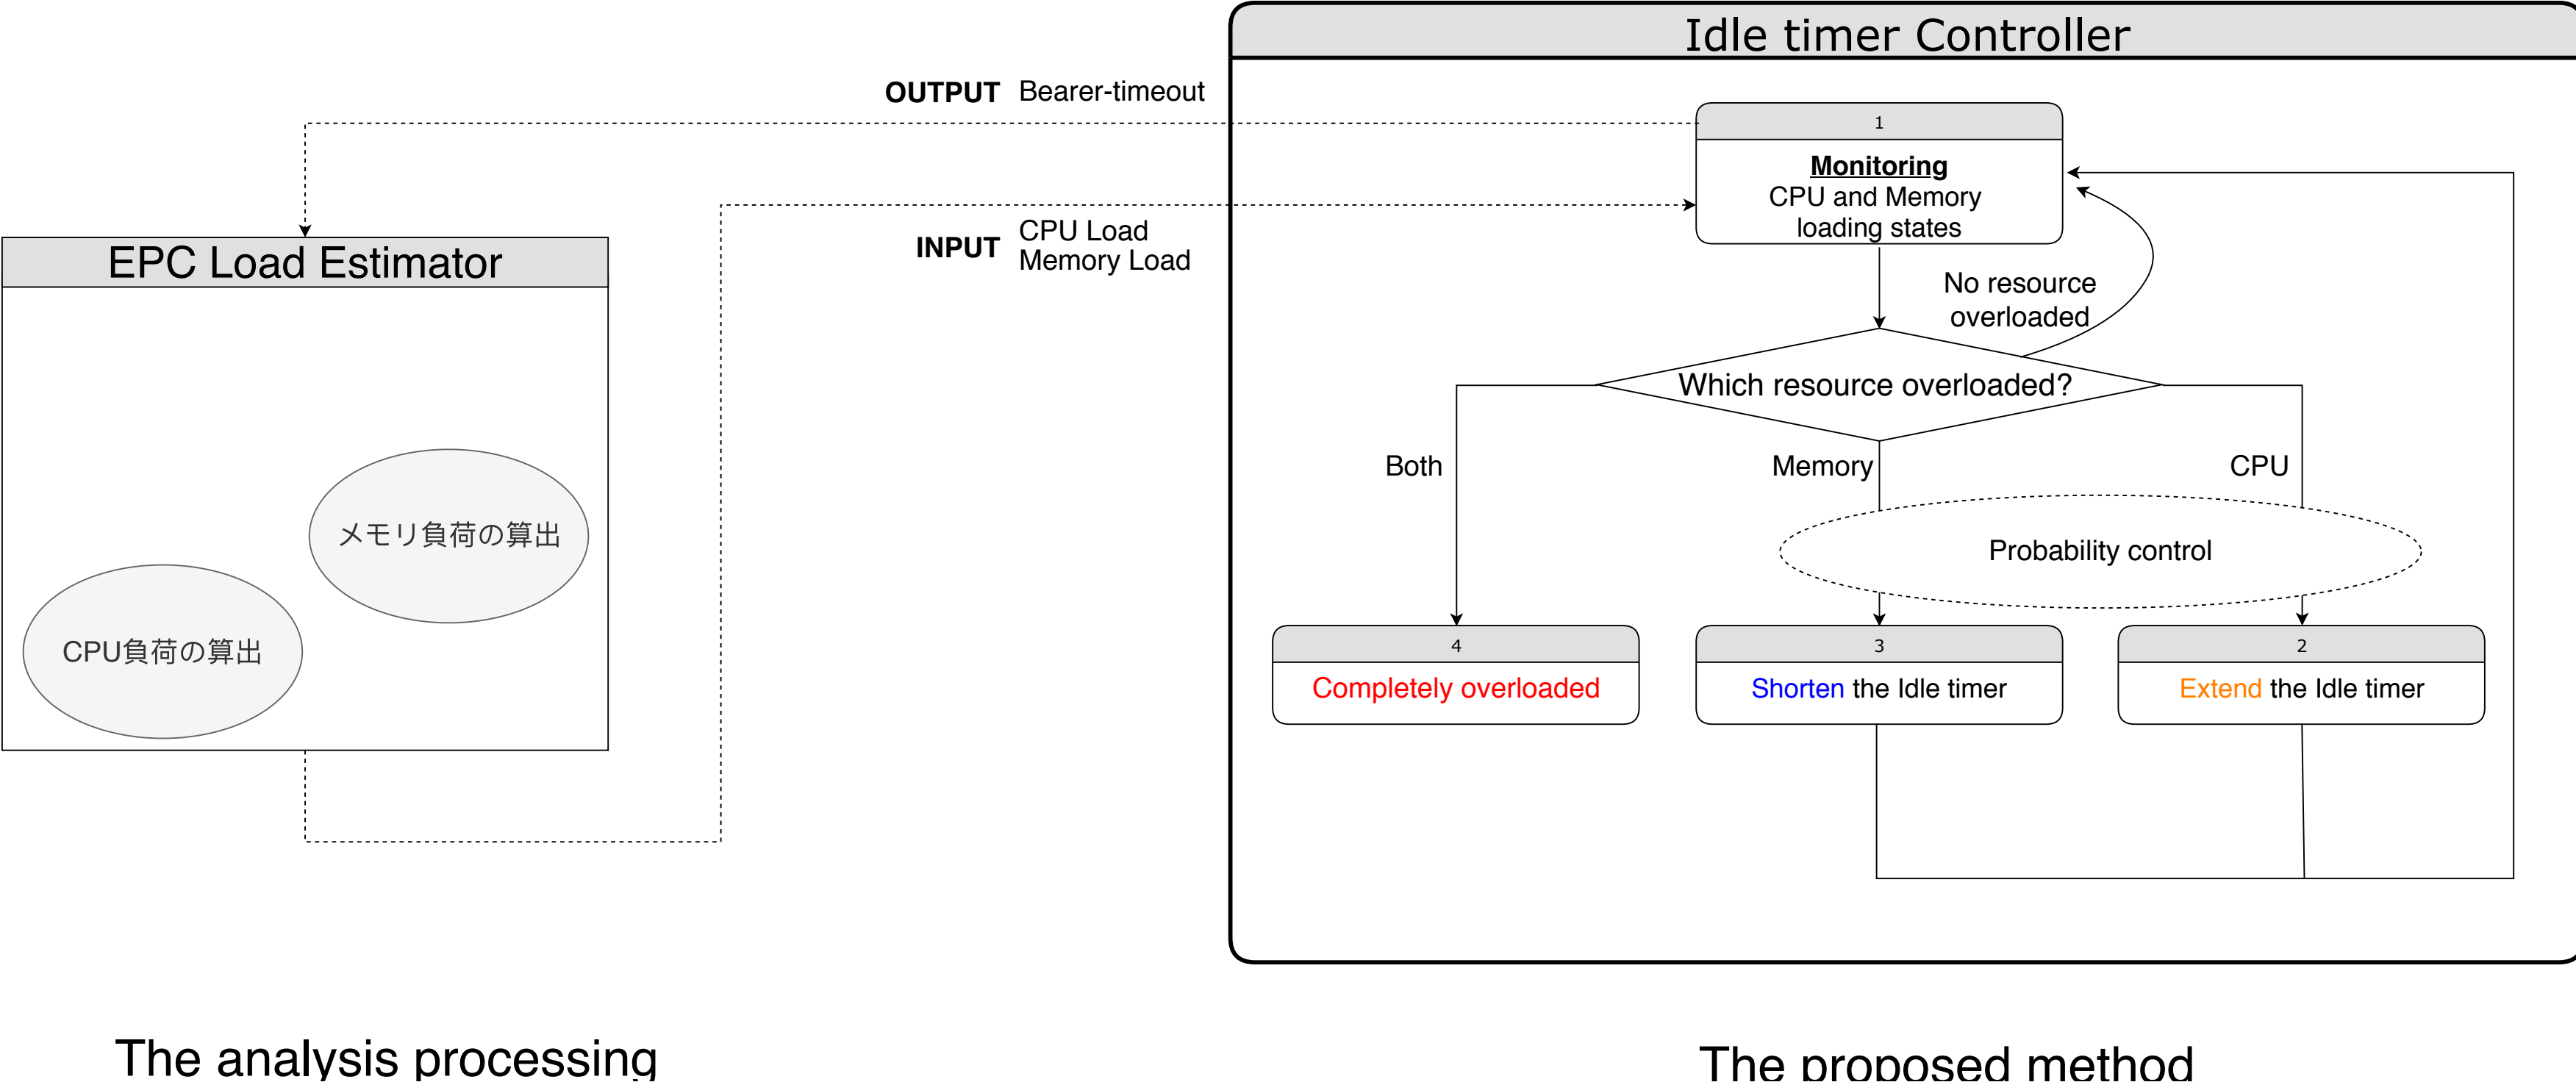 Idle timer Controller
OUTPUT Bearer-timeout
1
Monitoring
CPU and Memory
loading states
INPUT
CPU Load
Memory Load
EPC Load Estimator
No resource
overloaded
Which resource overloaded?
Both
Memory
CPU
メモリ負荷の算出
Probability control
CPU負荷の算出
4
Completely overloaded
3
Shorten the Idle timer
2
Extend the Idle timer
The analysis processing
The proposed method